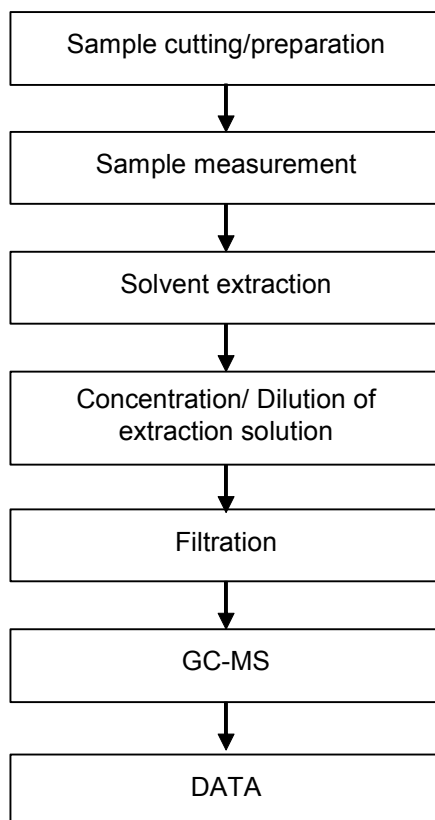 Sample cutting/preparation
Sample measurement
Solvent extraction
Concentration/ Dilution of
extraction solution
Filtration
GC-MS
DATA